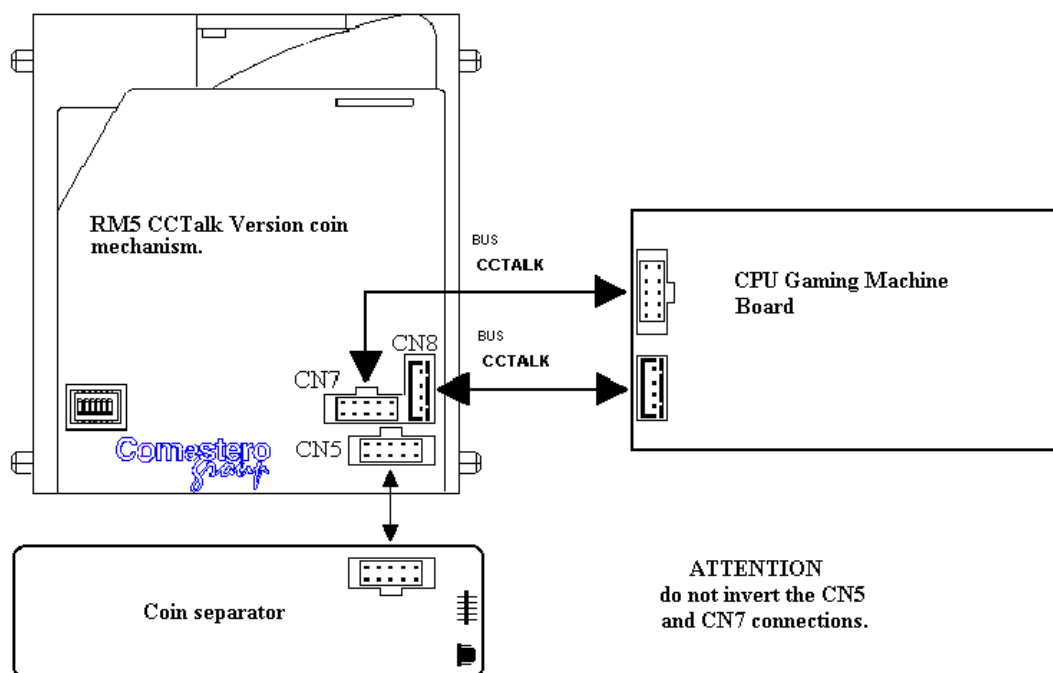 RM5 CCTalk Version coin
mechanism.
BUS
CCTALK
CPU Gaming Machine
Board
BUS
CCTALK
CN8
CN7
CN5
Comestero
group
Coin separator
ATTENTION
do not invert the CN5
and CN7 connections.